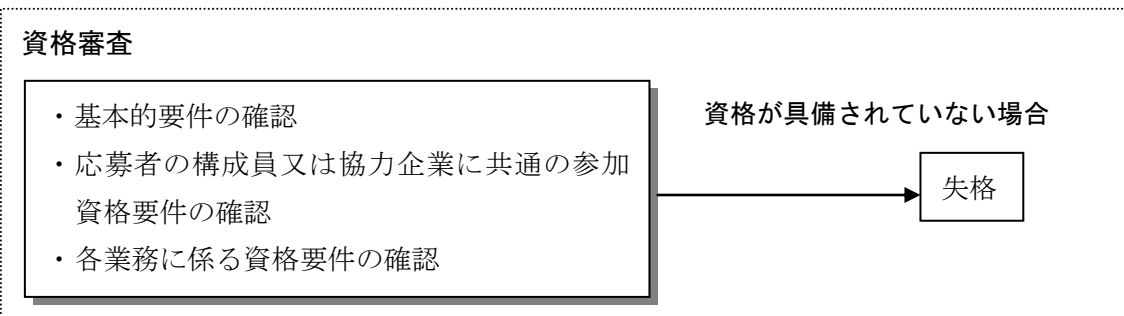 資格審査
・基本的要件の確認
・応募者の構成員又は協力企業に共通の参加
資格要件の確認
・各業務に係る資格要件の確認
資格が具備されていない場合
失格